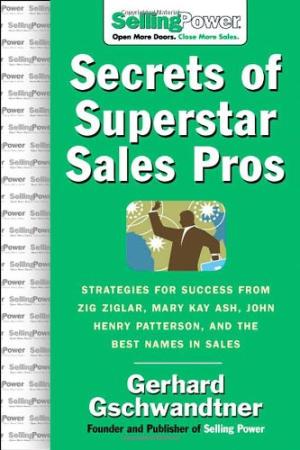 SellingPower.
Open More Doors. Close More Sales.
Secrets of
Superstar
Sales Pros
STRATEGIES FOR SUCCESS FROM
ZIG ZIGLAR, MARY KAY ASH, JOHN
HENRY PATTERSON, AND THE
BEST NAMES IN SALES
Gerhard
Gschwandtner
Founder and Publisher of Selling Power